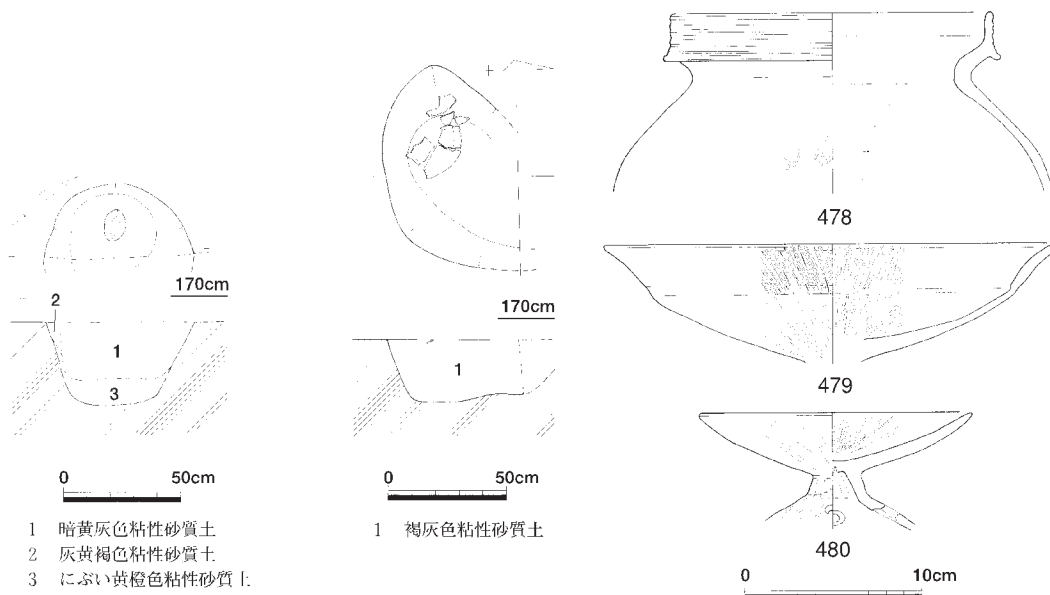 170cm
2
1
3
0 50cm
1 暗黄灰色粘性砂質土
2 灰黄褐色粘性砂質土
3 にぶい黄橙色粘性砂質土
170cm
1
0 50cm
1 褐灰色粘性砂質土
478
479
480
0 10cm